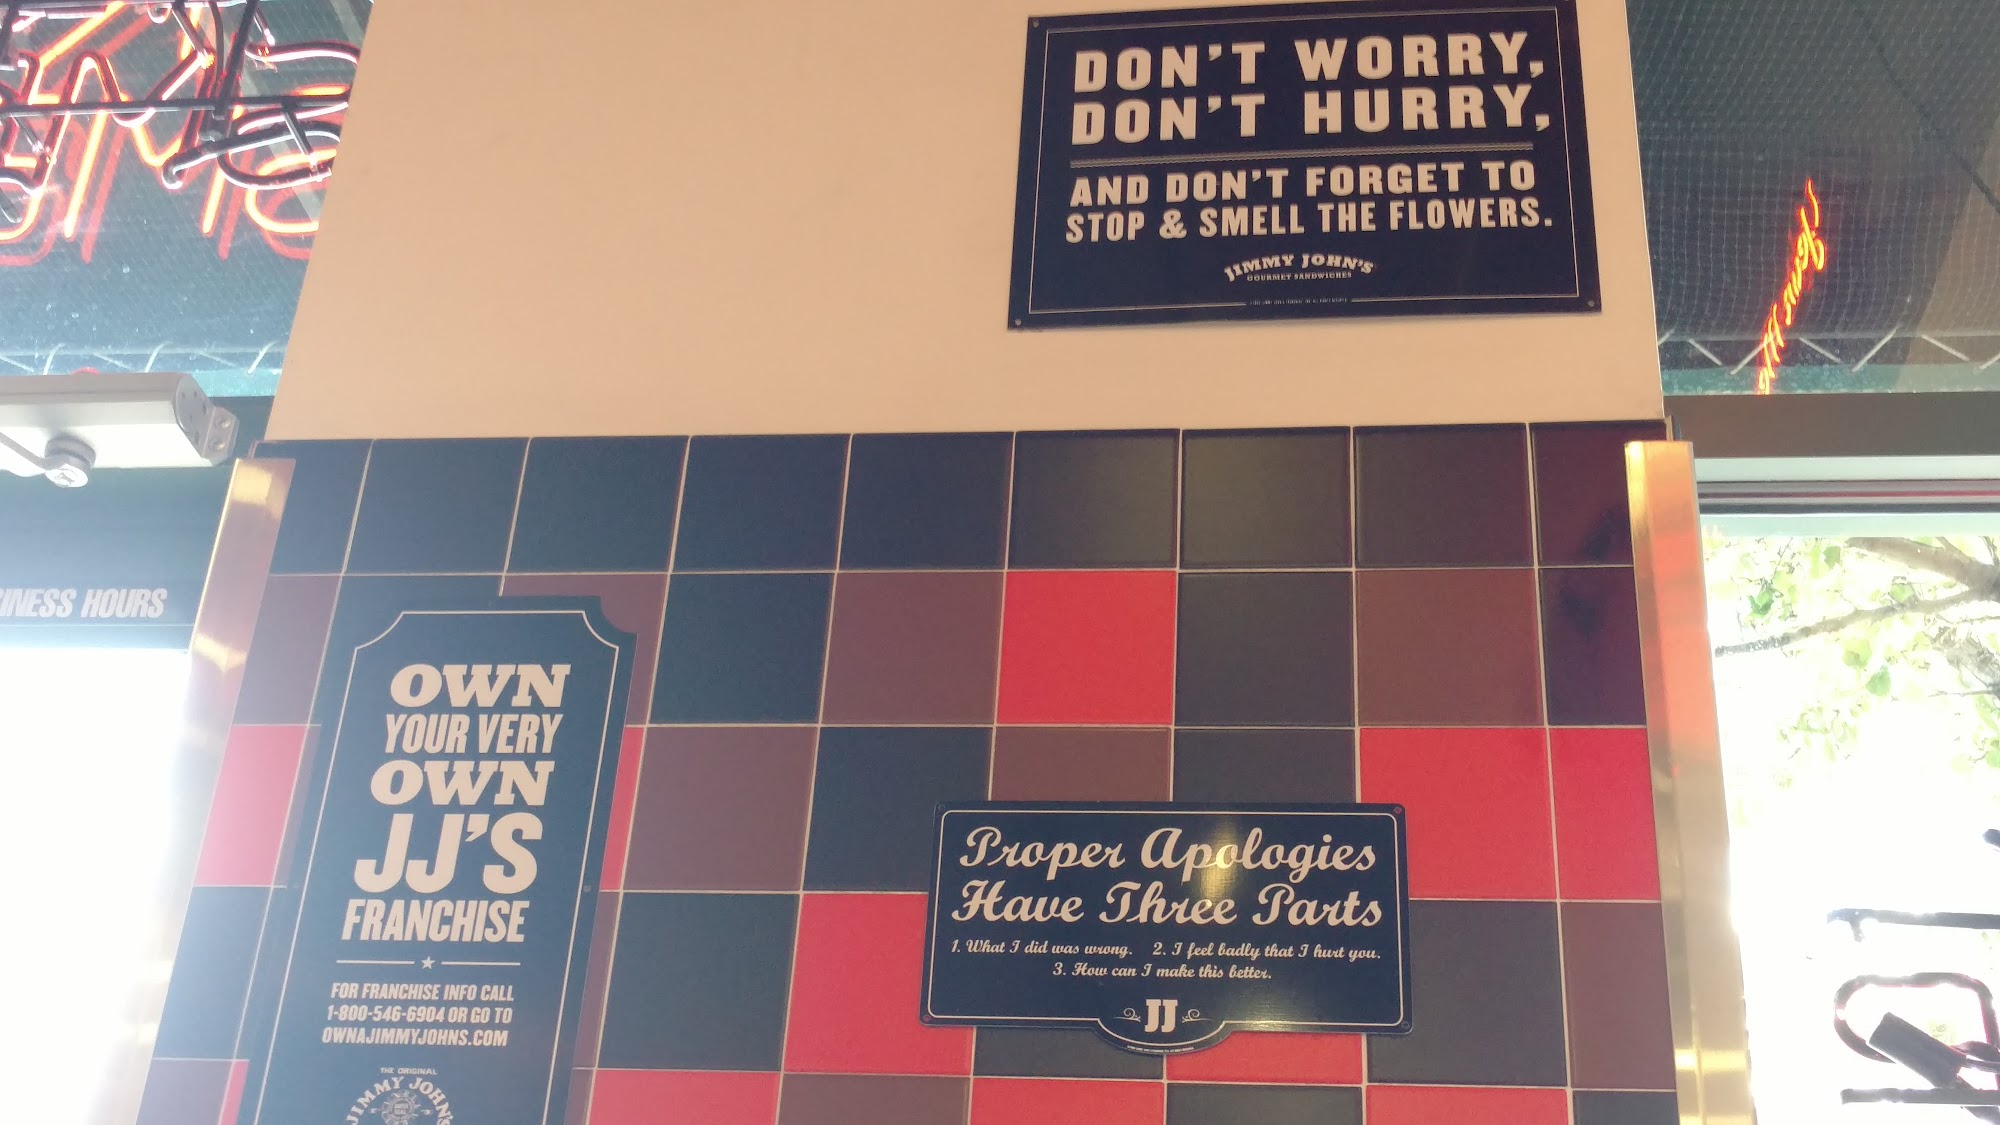 DON'T WORRY,
DON'T HURRY,
AND DON'T FORGET TO
STOP & SMELL THE FLOWERS.
JIMMY JOHN'S
GOURMET SANDWICHES
HOURS
OWN
YOUR VERY
OWN
JJ'S
FRANCHISE
FOR FRANCHISE INFO CALL
1-800-546-6904 OR GO TO
OWNAJIMMYJOHNS.COM
THE ORIGINAL
JIMMY JOHN'S
Proper Apologies
Have Three Parts
1. What I did was wrong. 2. I feel badly that I hurt you.
3. How can I make this better.
JJ